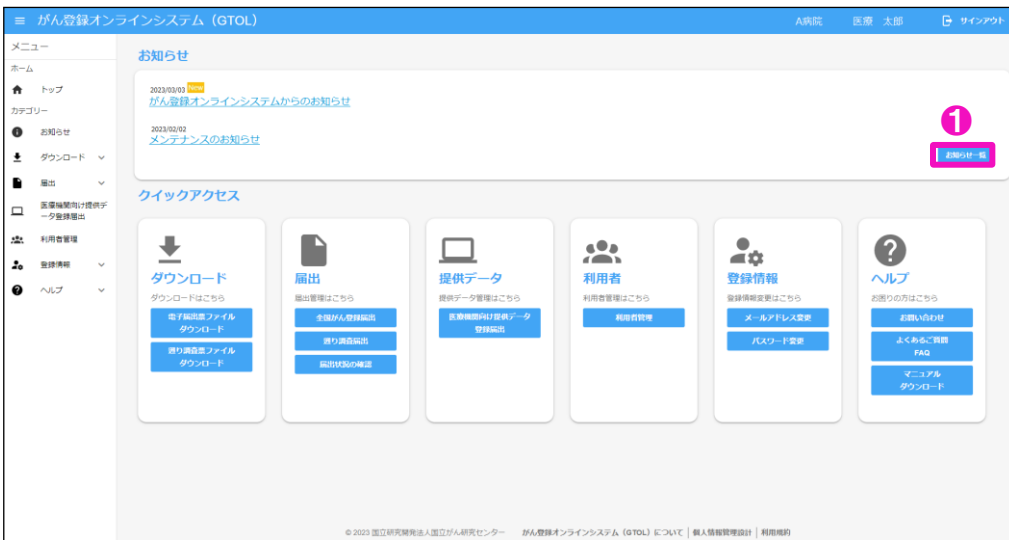 ≡ がん登録オンラインシステム（GTOL） A病院 医療 太郎 サインアウト
メニュー
ホーム
トップ
カテゴリー
お知らせ
ダウンロード
届出
医療機関向け提供デ
ータ登録届出
利用者管理
登録情報
ヘルプ
お知らせ
2023/03/03 New
がん登録オンラインシステムからのお知らせ
2023/02/02
メンテナンスのお知らせ
1
お知らせ一覧
クイックアクセス
ダウンロード
ダウンロードはこちら
電子届出票ファイル
ダウンロード
遡り調査票ファイル
ダウンロード
届出
届出管理はこちら
全国がん登録届出
遡り調査届出
届出状況の確認
提供データ
提供データ管理はこちら
医療機関向け提供データ
登録届出
利用者
利用者管理はこちら
利用者管理
登録情報
登録情報変更はこちら
メールアドレス変更
パスワード変更
?
ヘルプ
お困りの方はこちら
お問い合わせ
よくあるご質問
FAQ
マニュアル
ダウンロード
© 2023 国立研究開発法人国立がん研究センター がん登録オンラインシステム（GTOL）について | 個人情報管理設計 | 利用規約